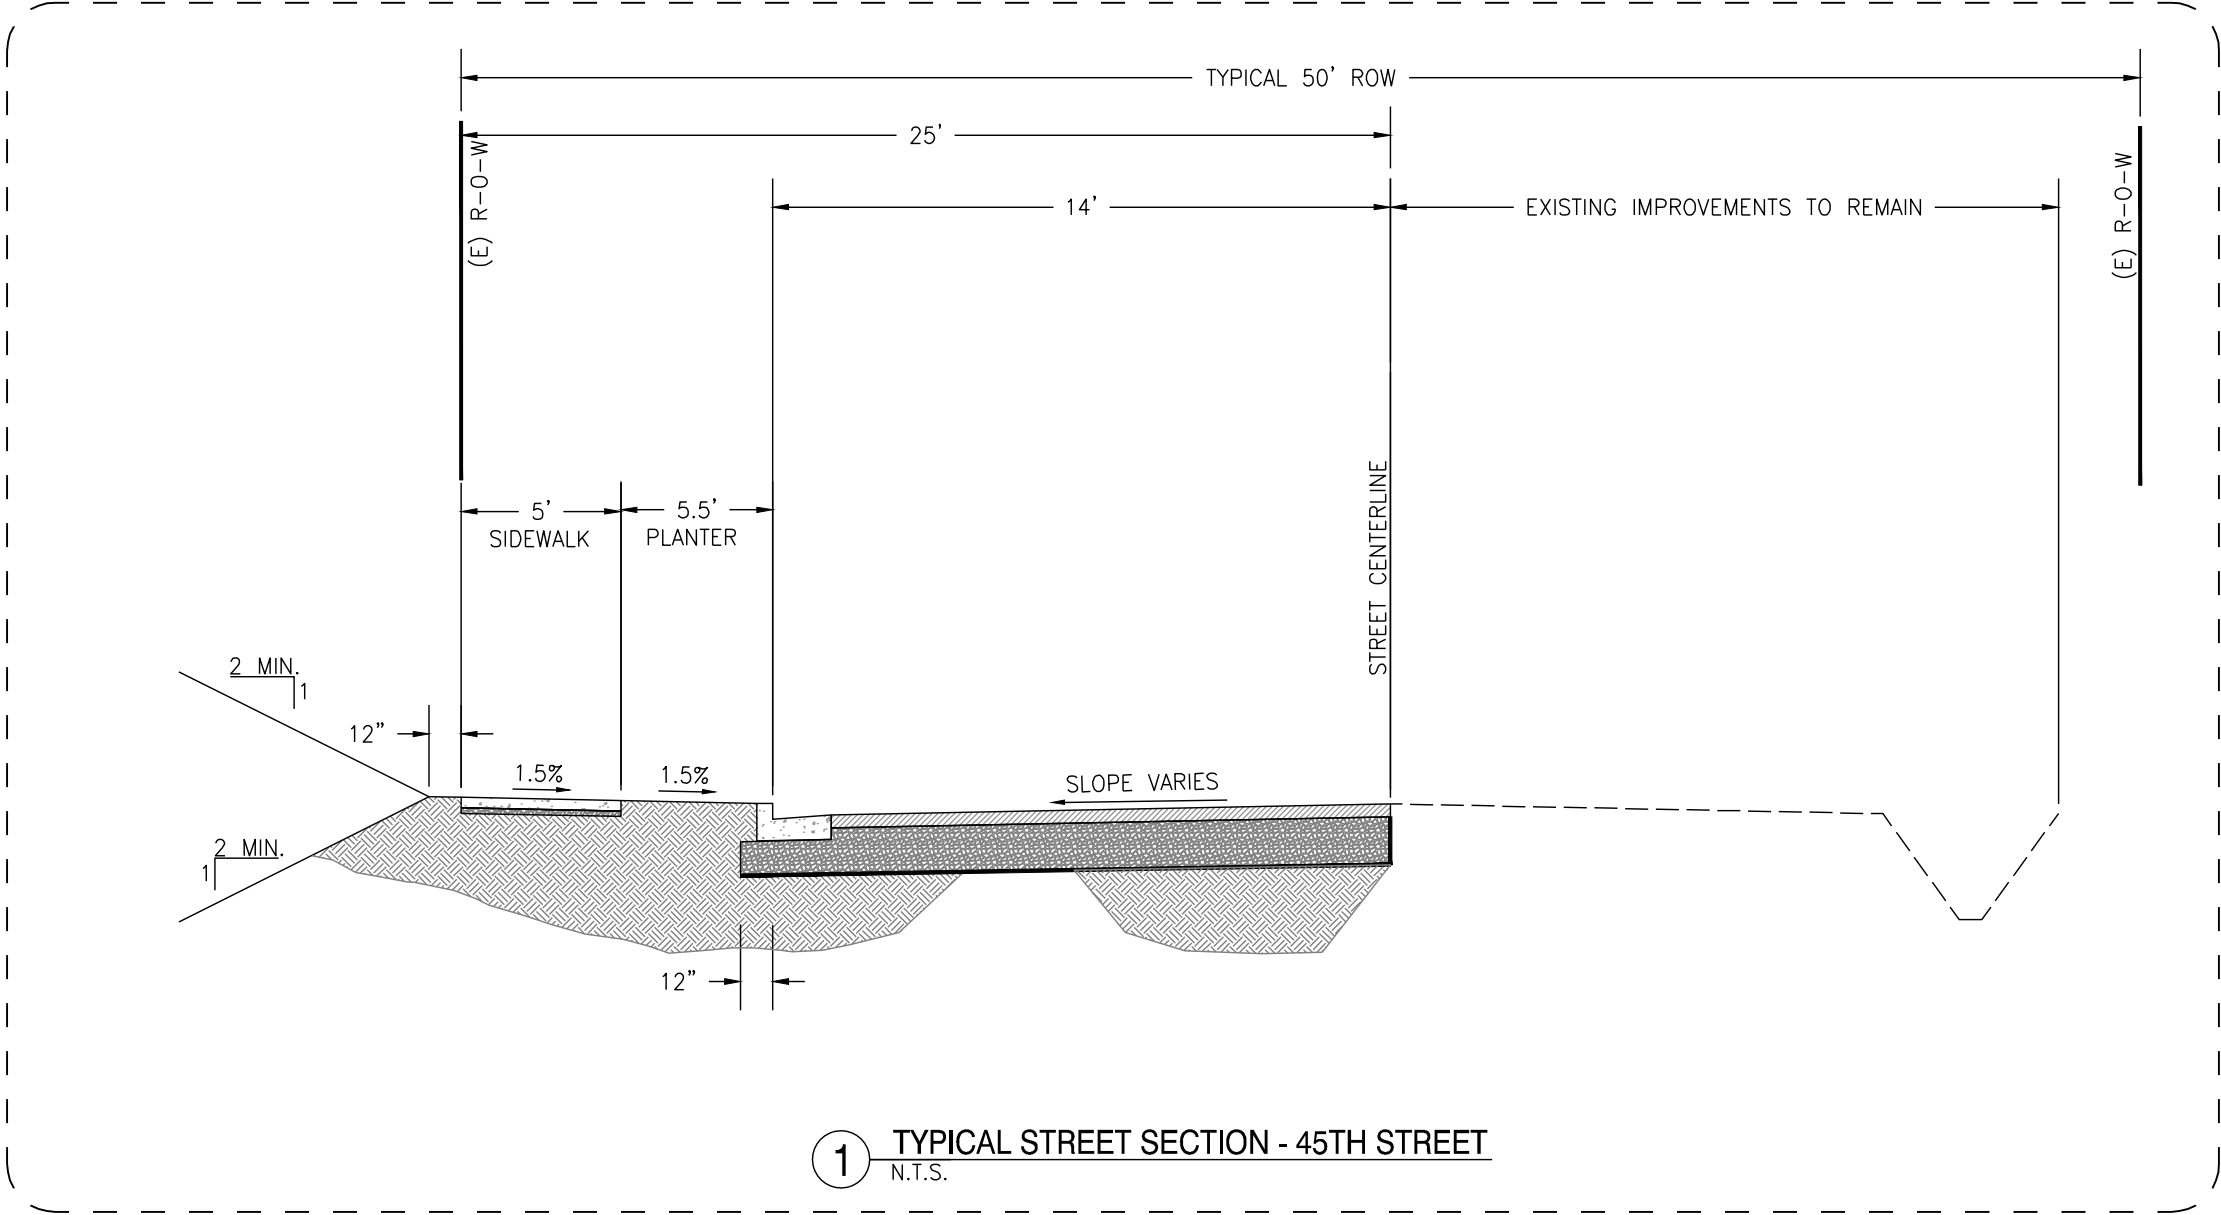 TYPICAL 50' ROW
25'
(E) R-O-W
14'
EXISTING IMPROVEMENTS TO REMAIN
(E) R-O-W
5'
SIDEWALK
5.5'
PLANTER
STREET CENTERLINE
2 MIN.
1
12"
1.5%
1.5%
SLOPE VARIES
2 MIN.
1
12"
1
TYPICAL STREET SECTION - 45TH STREET
N.T.S.